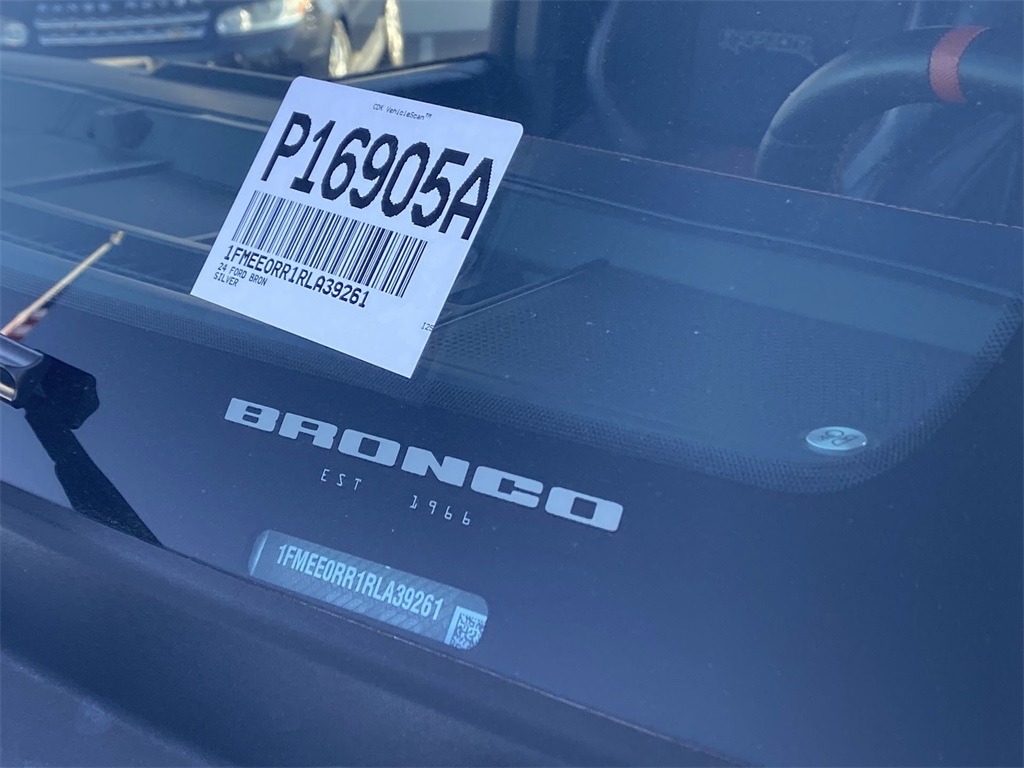 CDK VehicleScan™
P16905A
1FMEE0RR1RLA39261
24 FORD BRON
SILVER
BRONCO
EST 1966
1FMEE0RR1RLA39261